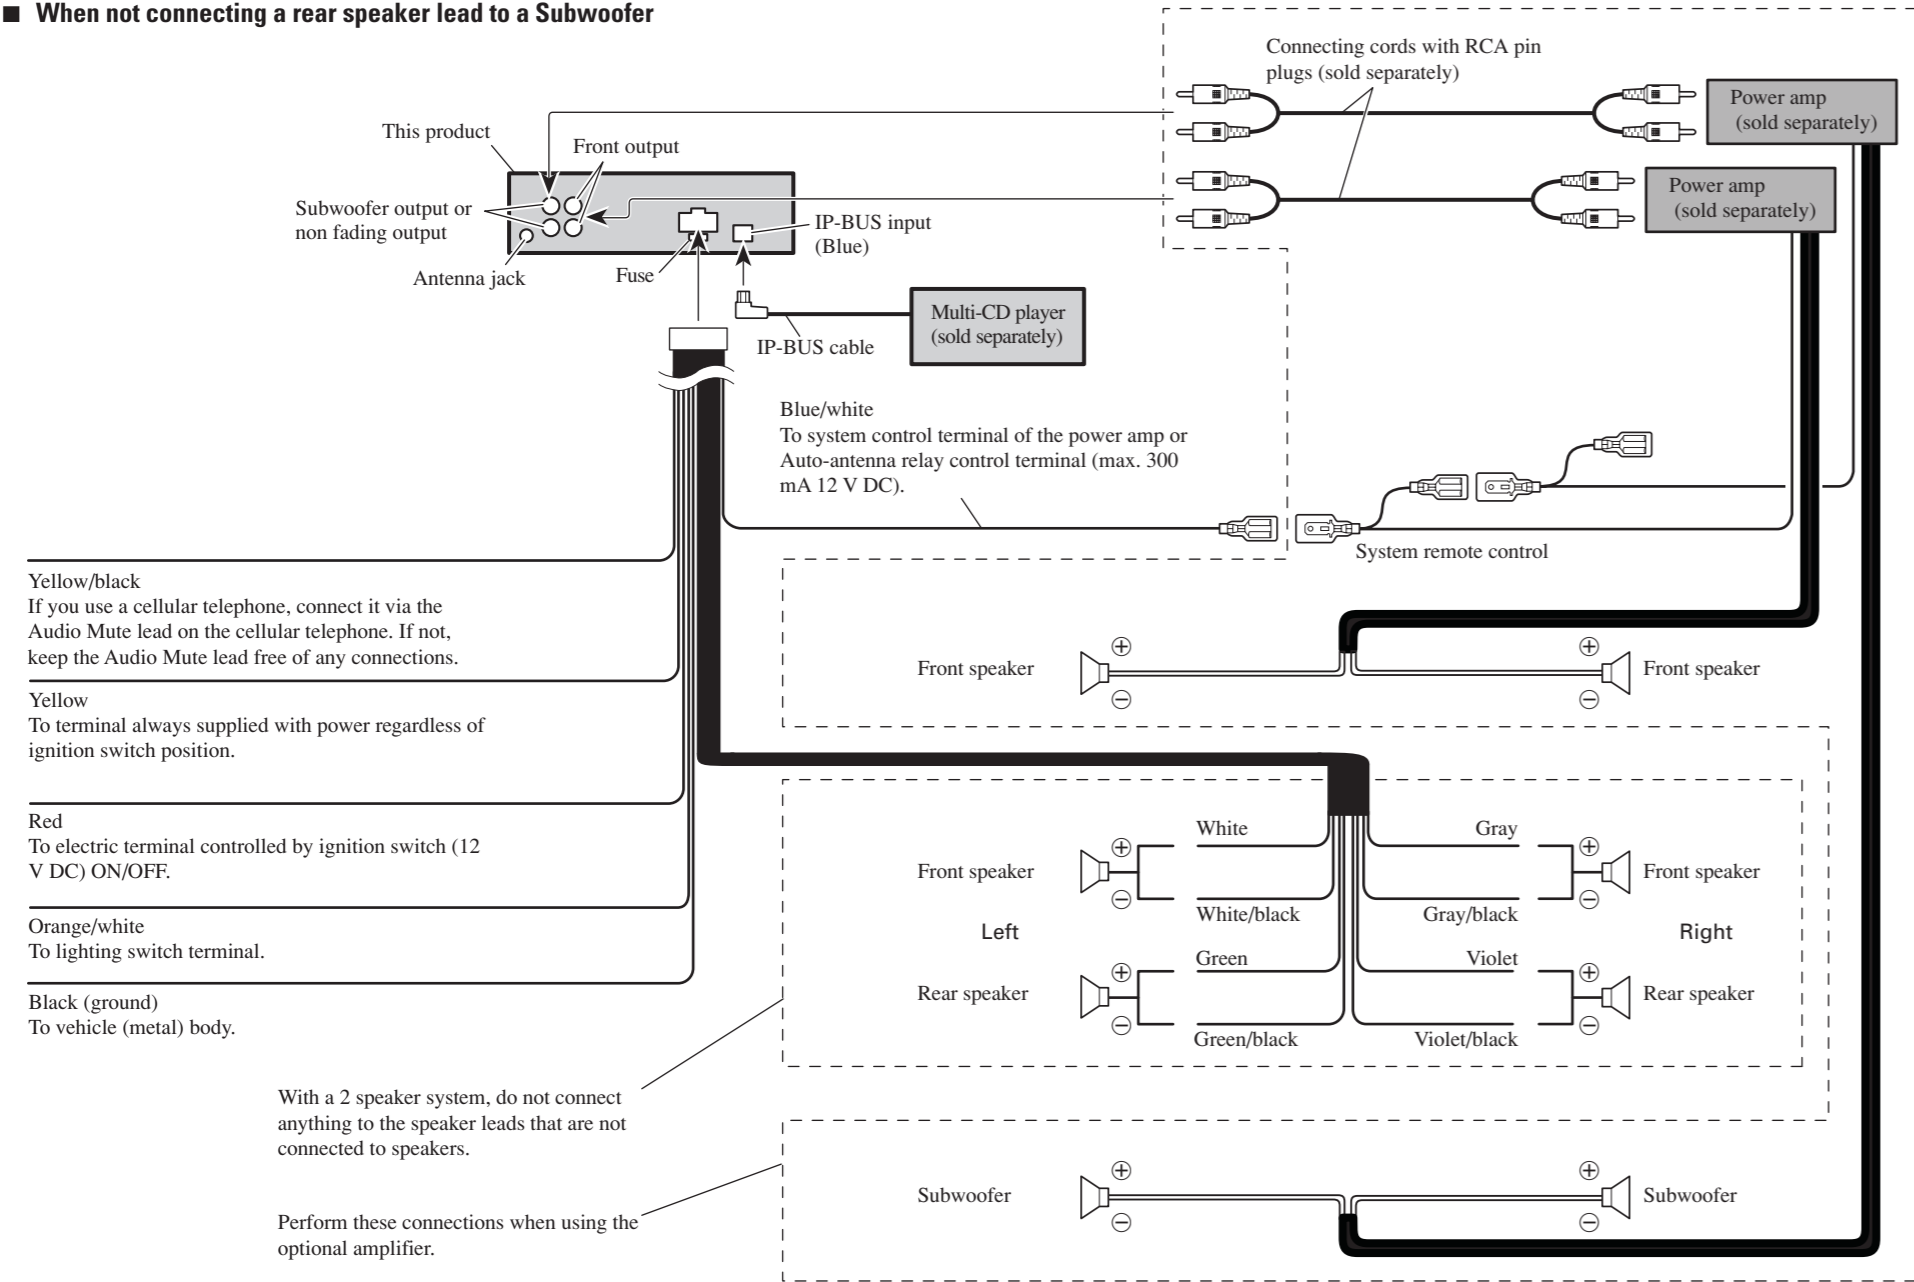 ■ When not connecting a rear speaker lead to a Subwoofer
Connecting cords with RCA pin
plugs (sold separately)
Power amp
(sold separately)
Power amp
(sold separately)
This product
Front output
Subwoofer output or
non fading output
IP-BUS input
(Blue)
Antenna jack
Fuse
Multi-CD player
(sold separately)
IP-BUS cable
Blue/white
To system control terminal of the power amp or
Auto-antenna relay control terminal (max. 300
mA 12 V DC).
System remote control
Yellow/black
If you use a cellular telephone, connect it via the
Audio Mute lead on the cellular telephone. If not,
keep the Audio Mute lead free of any connections.
Yellow
To terminal always supplied with power regardless of
ignition switch position.
Red
To electric terminal controlled by ignition switch (12
V DC) ON/OFF.
Orange/white
To lighting switch terminal.
Black (ground)
To vehicle (metal) body.
Front speaker
+
−
+
−
Front speaker
White
Gray
Front speaker
+
−
+
−
Front speaker
White/black
Gray/black
Left
Right
Green
Violet
Rear speaker
+
−
+
−
Rear speaker
Green/black
Violet/black
With a 2 speaker system, do not connect
anything to the speaker leads that are not
connected to speakers.
Subwoofer
+
−
+
−
Subwoofer
Perform these connections when using the
optional amplifier.